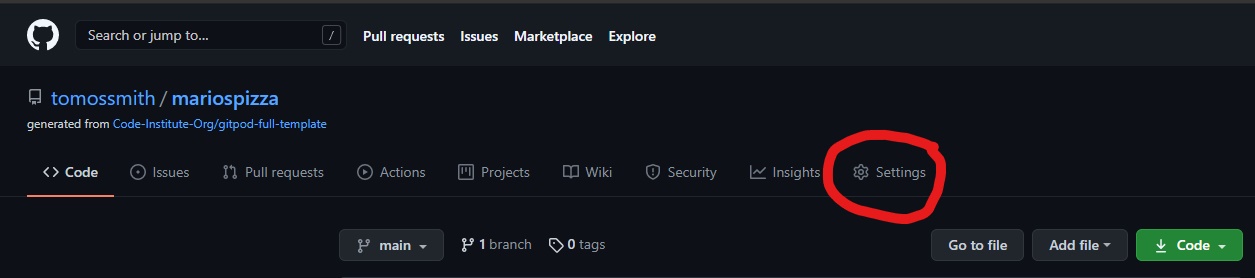 Search or jump to... / Pull requests Issues Marketplace Explore
tomossmith / mariospizza
generated from Code-Institute-Org/gitpod-full-template
Code Issues Pull requests Actions Projects Wiki Security Insights Settings
main 1 branch 0 tags Go to file Add file Code